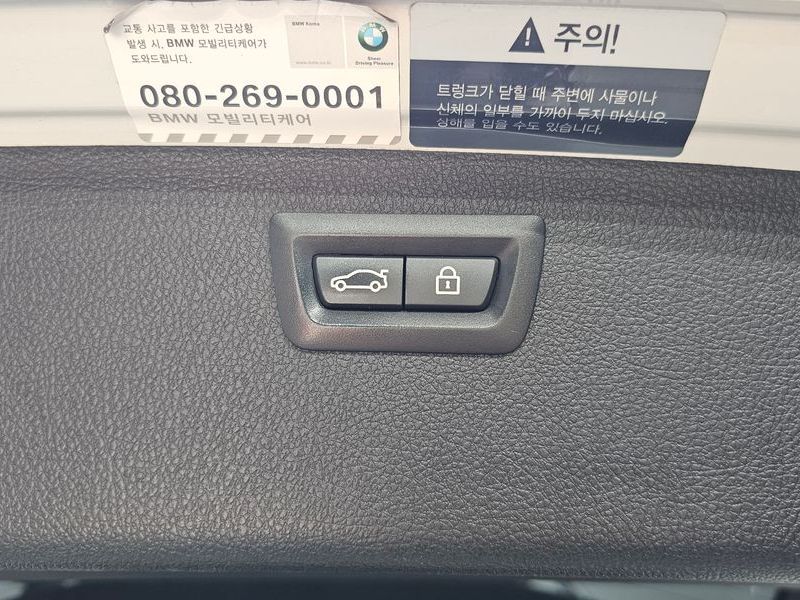 교통 사고를 포함한 긴급상황
발생 시, BMW 모빌리티케어가
도와드립니다.
BMW Korea
www.bmw.co.kr
Sheer
Driving Pleasure
080-269-0001
BMW 모빌리티케어
주의!
트렁크가 닫힐 때 주변에 사물이나
신체의 일부를 가까이 두지 마십시오.
상해를 입을 수도 있습니다.